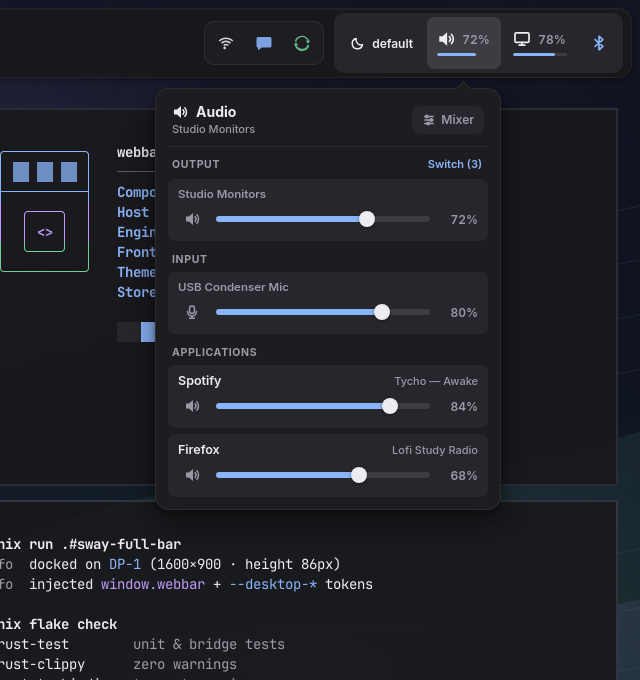 default
72%
78%
Audio
Studio Monitors
Mixer
OUTPUT
Switch (3)
Studio Monitors
72%
INPUT
USB Condenser Mic
80%
APPLICATIONS
Spotify
Tycho — Awake
84%
Firefox
Lofi Study Radio
68%
webba
Compo
Host
Engin
Front
Theme
Store
<>
nix run .#sway-full-bar
fo docked on DP-1 (1600×900 · height 86px)
fo injected window.webbar + --desktop-* tokens
nix flake check
rust-test unit & bridge tests
rust-clippy zero warnings